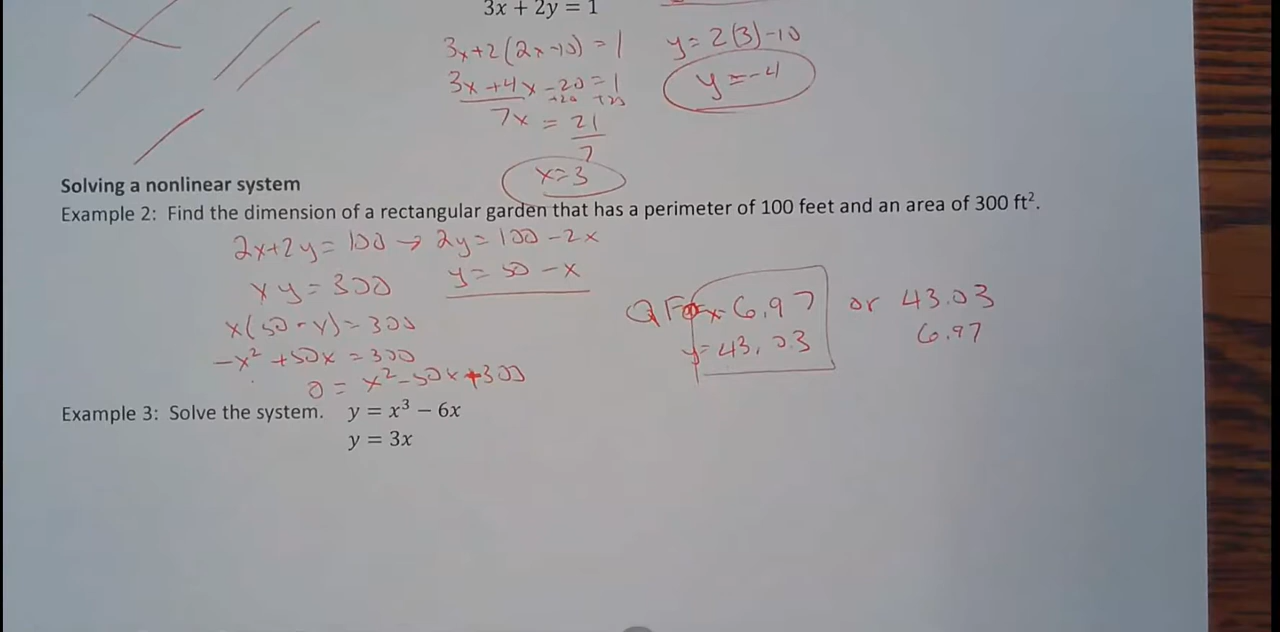 3x + 2y = 1
3x+2(2x-10) = 1
y = 2(3)-10
3x+4x-20=1
y = -4
+20 +20
7x = 21
7
x=3
Solving a nonlinear system
Example 2: Find the dimension of a rectangular garden that has a perimeter of 100 feet and an area of 300 ft².
2x+2y = 100 → 2y = 100 - 2x
xy = 300
y = 50 - x
x(50-x) = 300
-x² + 50x = 300
0 = x² - 50x + 300
QF x= 6.97 or 43.03
y= 43.03
6.97
Example 3: Solve the system. y = x³ − 6x
y = 3x